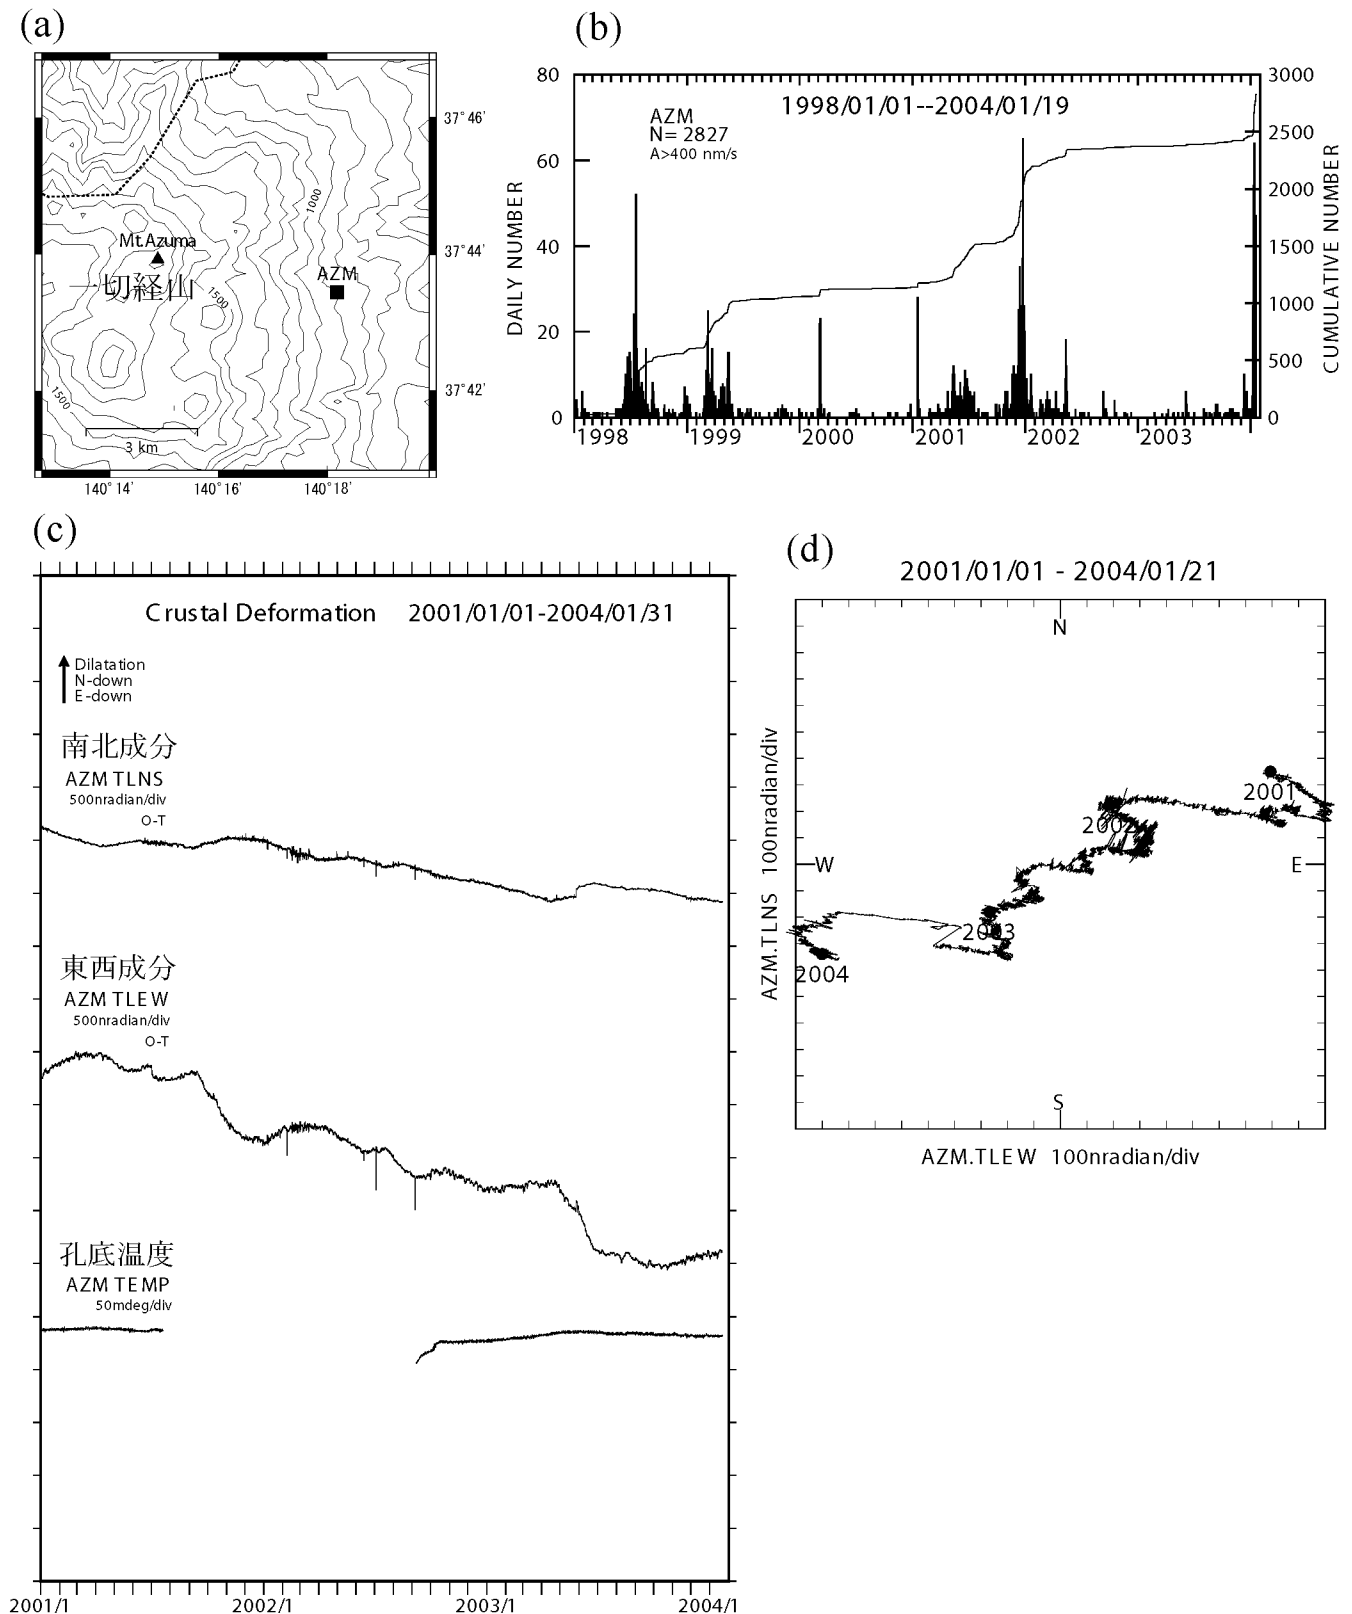 (a)
37°46'
1000
Mt.Azuma
37°44'
AZM
一切経山
1500
37°42'
1500
3 km
140°14'
140°16'
140°18'
(b)
80
3000
1998/01/01--2004/01/19
AZM
N= 2827
A>400 nm/s
2500
60
2000
DAILY NUMBER
40
1500
CUMULATIVE NUMBER
1000
20
500
0
0
1998
1999
2000
2001
2002
2003
(c)
Crustal Deformation 2001/01/01-2004/01/31
Dilatation
N-down
E-down
南北成分
AZM TLNS
500nradian/div
O-T
東西成分
AZM TLEW
500nradian/div
O-T
孔底温度
AZM TEMP
50mdeg/div
2001/1
2002/1
2003/1
2004/1
(d)
2001/01/01 - 2004/01/21
N
2001
2002
W
E
2003
2004
AZM.TLNS 100nradian/div
S
AZM.TLEW 100nradian/div